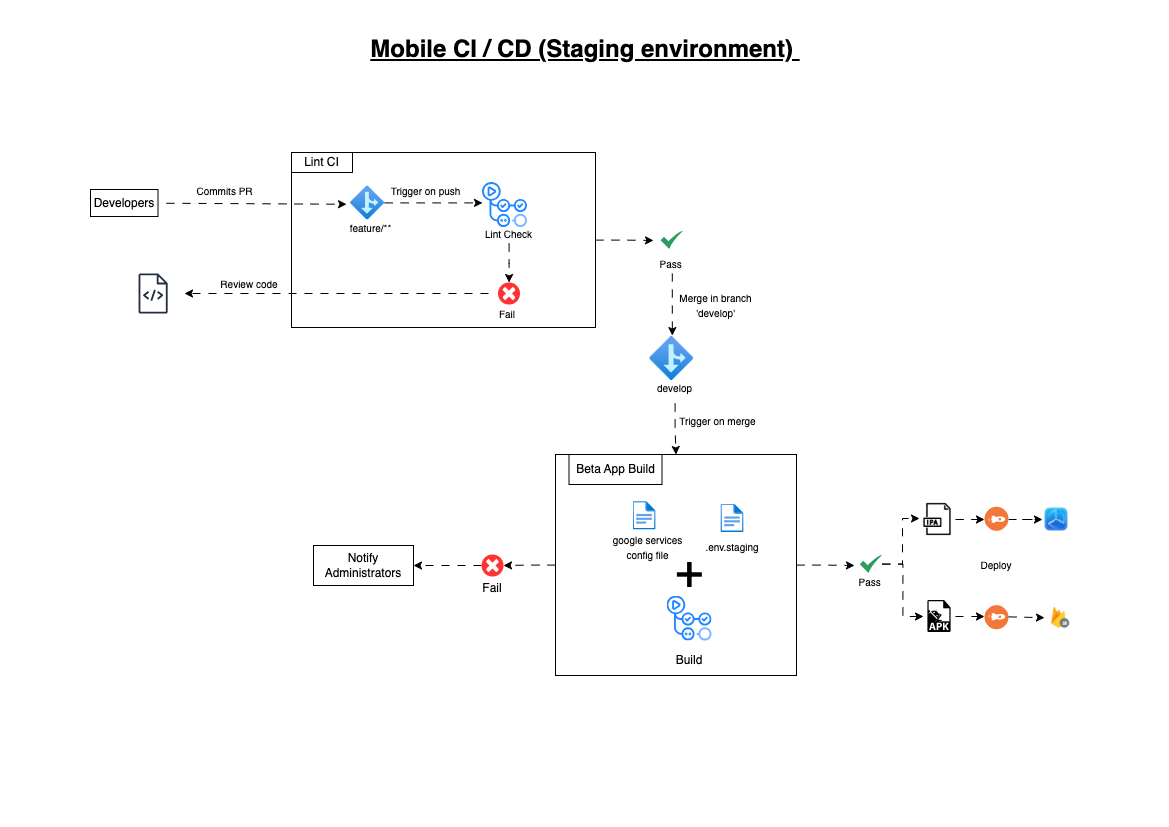 Mobile CI / CD (Staging environment)
Lint CI
Developers
Commits PR
Trigger on push
feature/**
Lint Check
Review code
Fail
Pass
Merge in branch
'develop'
develop
Trigger on merge
Beta App Build
google services
config file
.env.staging
Build
Notify
Administrators
Fail
Pass
IPA
Deploy
APK